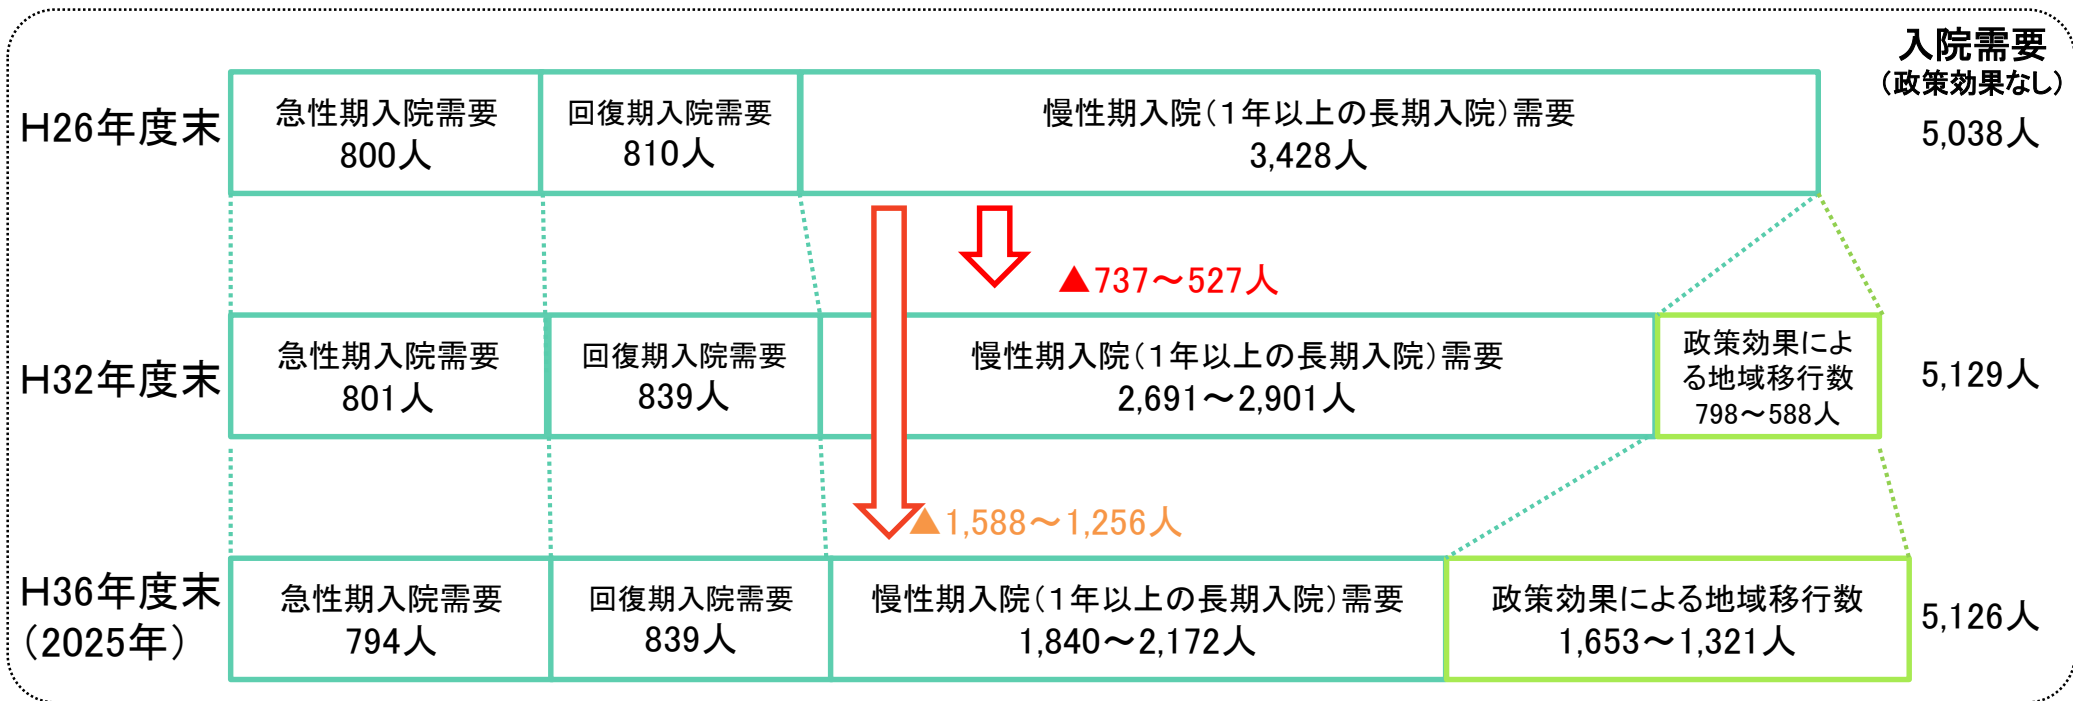 入院需要
（政策効果なし）
H26年度末
急性期入院需要
800人
回復期入院需要
810人
慢性期入院（１年以上の長期入院）需要
3,428人
5,038人
▲737～527人
H32年度末
急性期入院需要
801人
回復期入院需要
839人
慢性期入院（１年以上の長期入院）需要
2,691～2,901人
政策効果によ
る地域移行数
798～588人
5,129人
▲1,588～1,256人
H36年度末
（2025年）
急性期入院需要
794人
回復期入院需要
839人
慢性期入院（１年以上の長期入院）需要
1,840～2,172人
政策効果による地域移行数
1,653～1,321人
5,126人